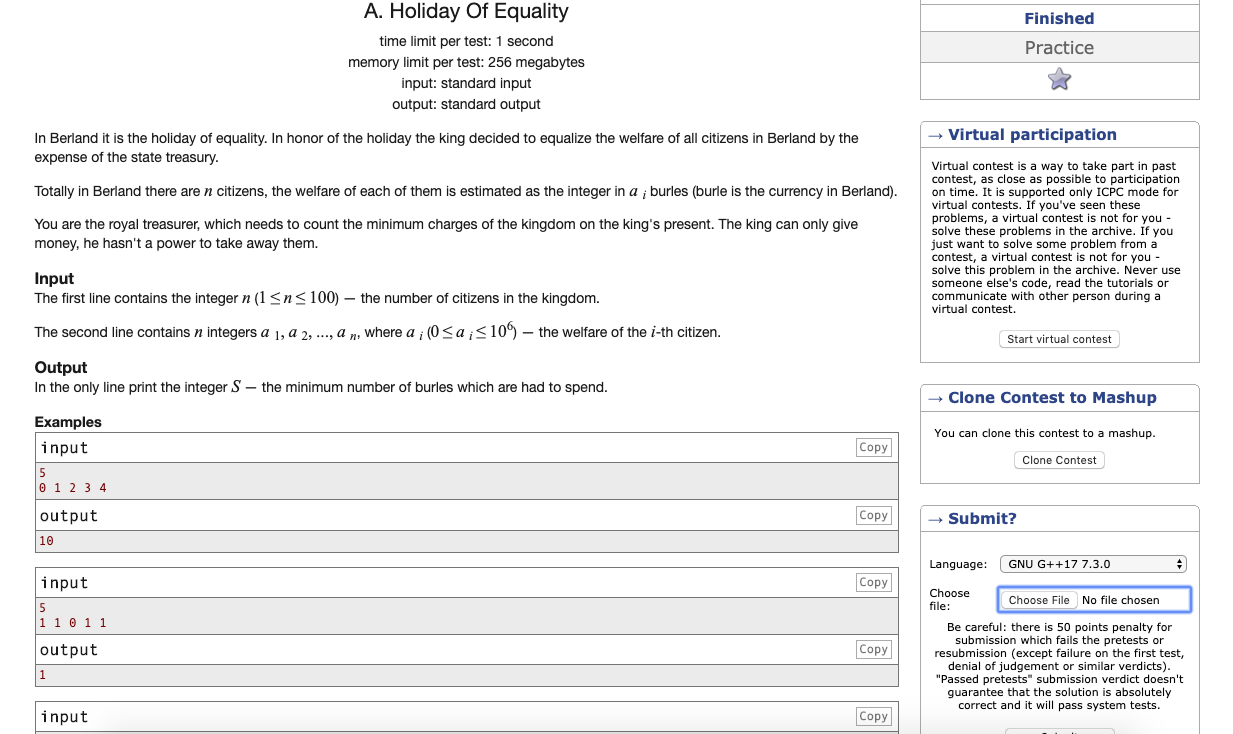 A. Holiday Of Equality
time limit per test: 1 second
memory limit per test: 256 megabytes
input: standard input
output: standard output
In Berland it is the holiday of equality. In honor of the holiday the king decided to equalize the welfare of all citizens in Berland by the
expense of the state treasury.
Totally in Berland there are n citizens, the welfare of each of them is estimated as the integer in a i burles (burle is the currency in Berland).
You are the royal treasurer, which needs to count the minimum charges of the kingdom on the king's present. The king can only give
money, he hasn't a power to take away them.
Input
The first line contains the integer n (1 ≤ n ≤ 100) — the number of citizens in the kingdom.
The second line contains n integers a 1, a 2, ..., a n, where a i (0 ≤ a i ≤ 10^6) — the welfare of the i-th citizen.
Output
In the only line print the integer S — the minimum number of burles which are had to spend.
Examples
input
Copy
5
0 1 2 3 4
output
Copy
10
input
Copy
5
1 1 0 1 1
output
Copy
1
input
Copy
Finished
Practice
→ Virtual participation
Virtual contest is a way to take part in past
contest, as close as possible to participation
on time. It is supported only ICPC mode for
virtual contests. If you've seen these
problems, a virtual contest is not for you -
solve these problems in the archive. If you
just want to solve some problem from a
contest, a virtual contest is not for you -
solve this problem in the archive. Never use
someone else's code, read the tutorials or
communicate with other person during a
virtual contest.
Start virtual contest
→ Clone Contest to Mashup
You can clone this contest to a mashup.
Clone Contest
→ Submit?
Language: GNU G++17 7.3.0
Choose
file: Choose File No file chosen
Be careful: there is 50 points penalty for
submission which fails the pretests or
resubmission (except failure on the first test,
denial of judgement or similar verdicts).
"Passed pretests" submission verdict doesn't
guarantee that the solution is absolutely
correct and it will pass system tests.